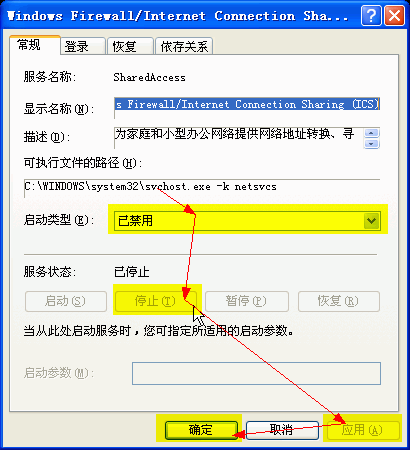 Windows Firewall/Internet Connection Sha...
常规 登录 恢复 依存关系
服务名称: SharedAccess
显示名称(N): s Firewall/Internet Connection Sharing (ICS)
描述(D): 为家庭和小型办公网络提供网络地址转换、寻
可执行文件的路径(H):
C:\WINDOWS\system32\svchost.exe -k netsvcs
启动类型(E): 已禁用
服务状态: 已停止
启动(S) 停止(T) 暂停(P) 恢复(R)
当从此处启动服务时，您可指定所适用的启动参数。
启动参数(M):
确定 取消 应用(A)